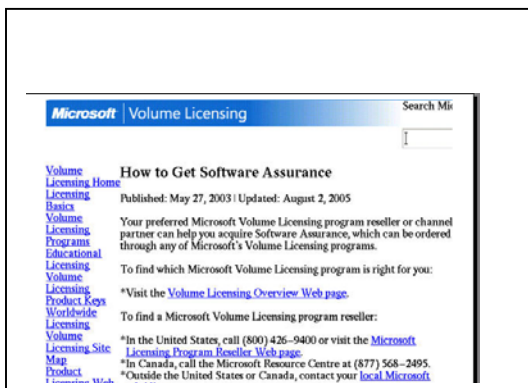 Microsoft | Volume Licensing
Search Mic
Volume
Licensing Home
Licensing
Basics
Volume
Licensing
Programs
Educational
Licensing
Volume
Licensing
Product Keys
Worldwide
Licensing
Volume
Licensing Site
Map
Product
Licensing Web
How to Get Software Assurance
Published: May 27, 2003 | Updated: August 2, 2005
Your preferred Microsoft Volume Licensing program reseller or channel
partner can help you acquire Software Assurance, which can be ordered
through any of Microsoft's Volume Licensing programs.
To find which Microsoft Volume Licensing program is right for you:
*Visit the Volume Licensing Overview Web page.
To find a Microsoft Volume Licensing program reseller:
*In the United States, call (800) 426-9400 or visit the Microsoft
Licensing Program Reseller Web page.
*In Canada, call the Microsoft Resource Centre at (877) 568-2495.
*Outside the United States or Canada, contact your local Microsoft